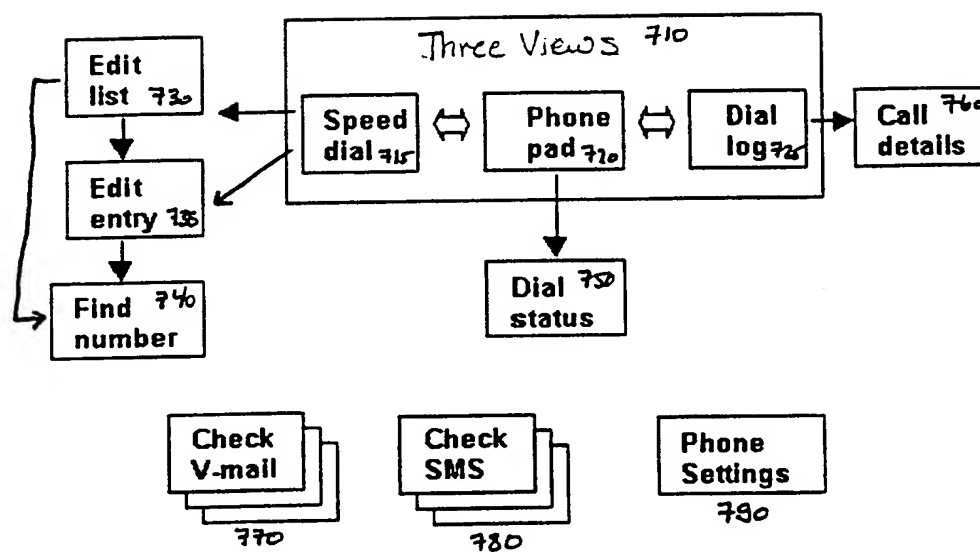 Three Views 710
Edit
list 730
Speed
dial 715
Phone
pad 720
Dial
log 725
Call 760
details
Edit
entry 735
Find 740
number
Dial 750
status
Check
V-mail
770
Check
SMS
780
Phone
Settings
790